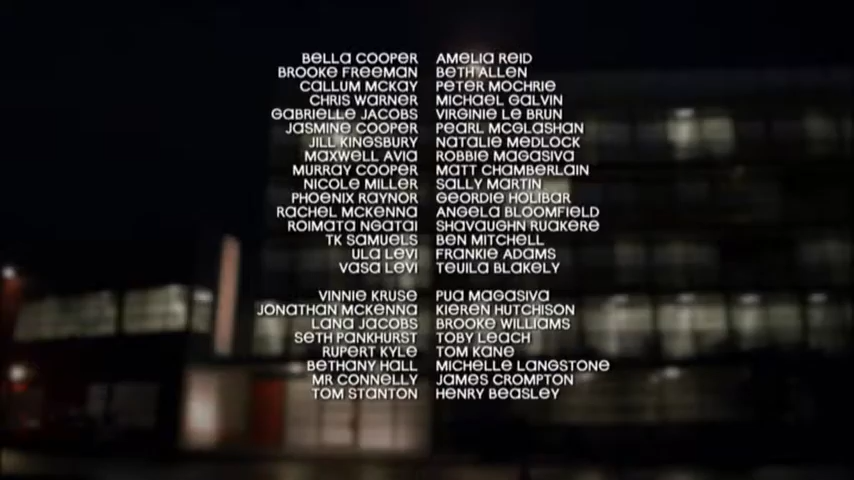 BELLA COOPER AMELIA REID
BROOKE FREEMAN BETH ALLEN
CALLUM MCKAY PETER MOCHRIE
CHRIS WARNER MICHAEL GALVIN
GABRIELLE JACOBS VIRGINIE LE BRUN
JASMINE COOPER PEARL MCGLASHAN
JILL KINGSBURY NATALIE MEDLOCK
MAXWELL AVIA ROBBIE MAGASIVA
MURRAY COOPER MATT CHAMBERLAIN
NICOLE MILLER SALLY MARTIN
PHOENIX RAYNOR GEORDIE HOLIBAR
RACHEL MCKENNA ANGELA BLOOMFIELD
ROIMATA NGATAI SHAVAUGHN RUAKERE
TK SAMUELS BEN MITCHELL
ULA LEVI FRANKIE ADAMS
VASA LEVI TEUILA BLAKELY
VINNIE KRUSE PUA MAGASIVA
JONATHAN MCKENNA KIEREN HUTCHISON
LANA JACOBS BROOKE WILLIAMS
SETH PANKHURST TOBY LEACH
RUPERT KYLE TOM KANE
BETHANY HALL MICHELLE LANGSTONE
MR CONNELLY JAMES CROMPTON
TOM STANTON HENRY BEASLEY